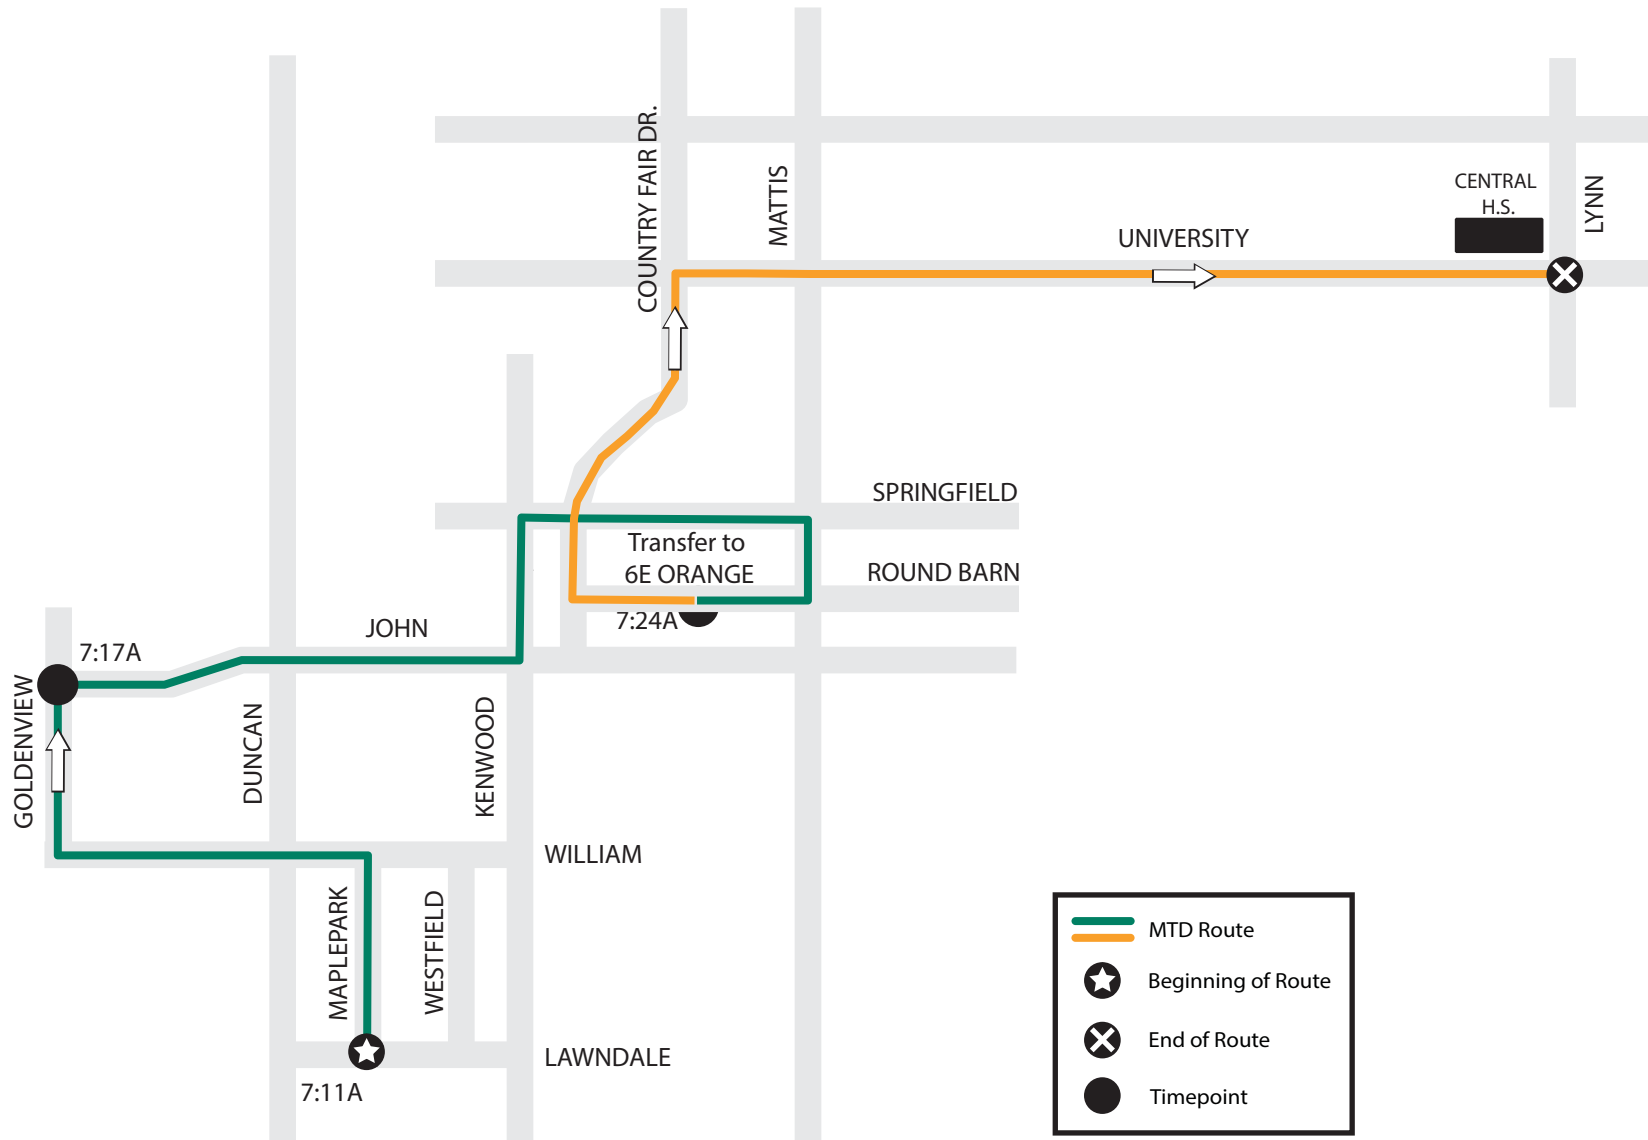 COUNTRY FAIR DR.
MATTIS
CENTRAL
H.S.
LYNN
UNIVERSITY
SPRINGFIELD
Transfer to
6E ORANGE
ROUND BARN
7:24A
JOHN
7:17A
GOLDENVIEW
DUNCAN
KENWOOD
WILLIAM
MAPLEPARK
WESTFIELD
LAWNDALE
7:11A
MTD Route
Beginning of Route
End of Route
Timepoint